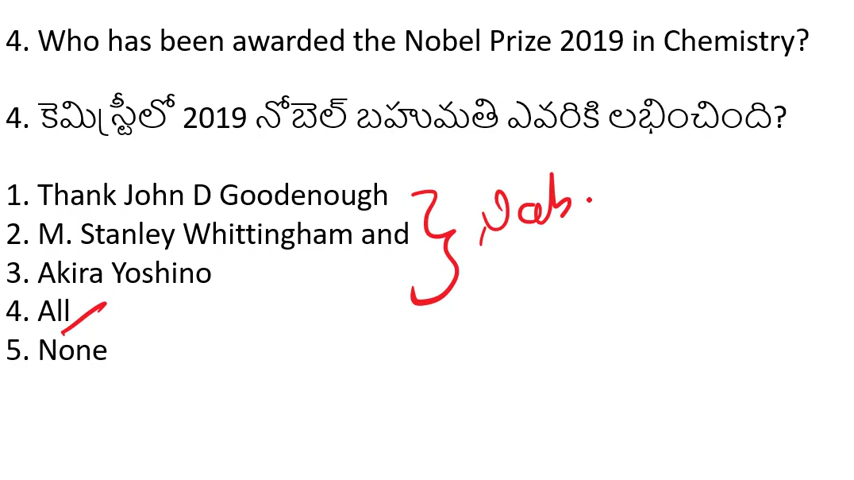 4. Who has been awarded the Nobel Prize 2019 in Chemistry?
4. కెమిస్ట్రీలో 2019 నోబెల్ బహుమతి ఎవరికి లభించింది?
1. Thank John D Goodenough
2. M. Stanley Whittingham and
3. Akira Yoshino
4. All
5. None